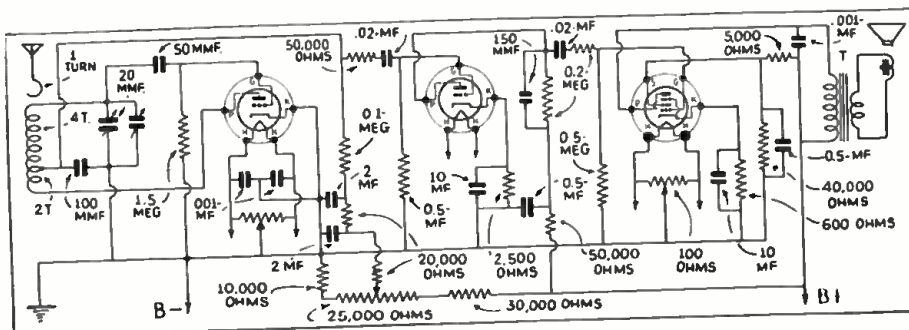 1
TURN
20
MMF.
50 MMF.
4T.
2T
100
MMF
1.5
MEG
.001-
MF
50,000
OHMS
.02-MF
0.1-
MEG
2
MF
2 MF
10,000
OHMS
25,000 OHMS
20,000
OHMS
0.5-
MF
10
MF
2,500
OHMS
30,000 OHMS
150
MMF
.02-MF
0.2-
MEG
0.5-
MEG
0.5-
MF
50,000
OHMS
100
OHMS
5,000
OHMS
.001-
MF
T
0.5-MF
40,000
OHMS
600 OHMS
10
MF
B-
B+
P
G
K
H
H
P
G
K
H
H
P
G
K
H
H